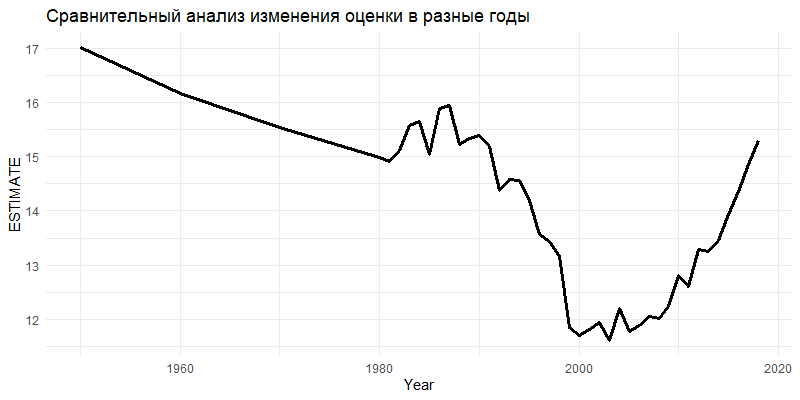 Сравнительный анализ изменения оценки в разные годы
17
16
15
14
13
12
ESTIMATE
1960 1980 2000 2020
Year